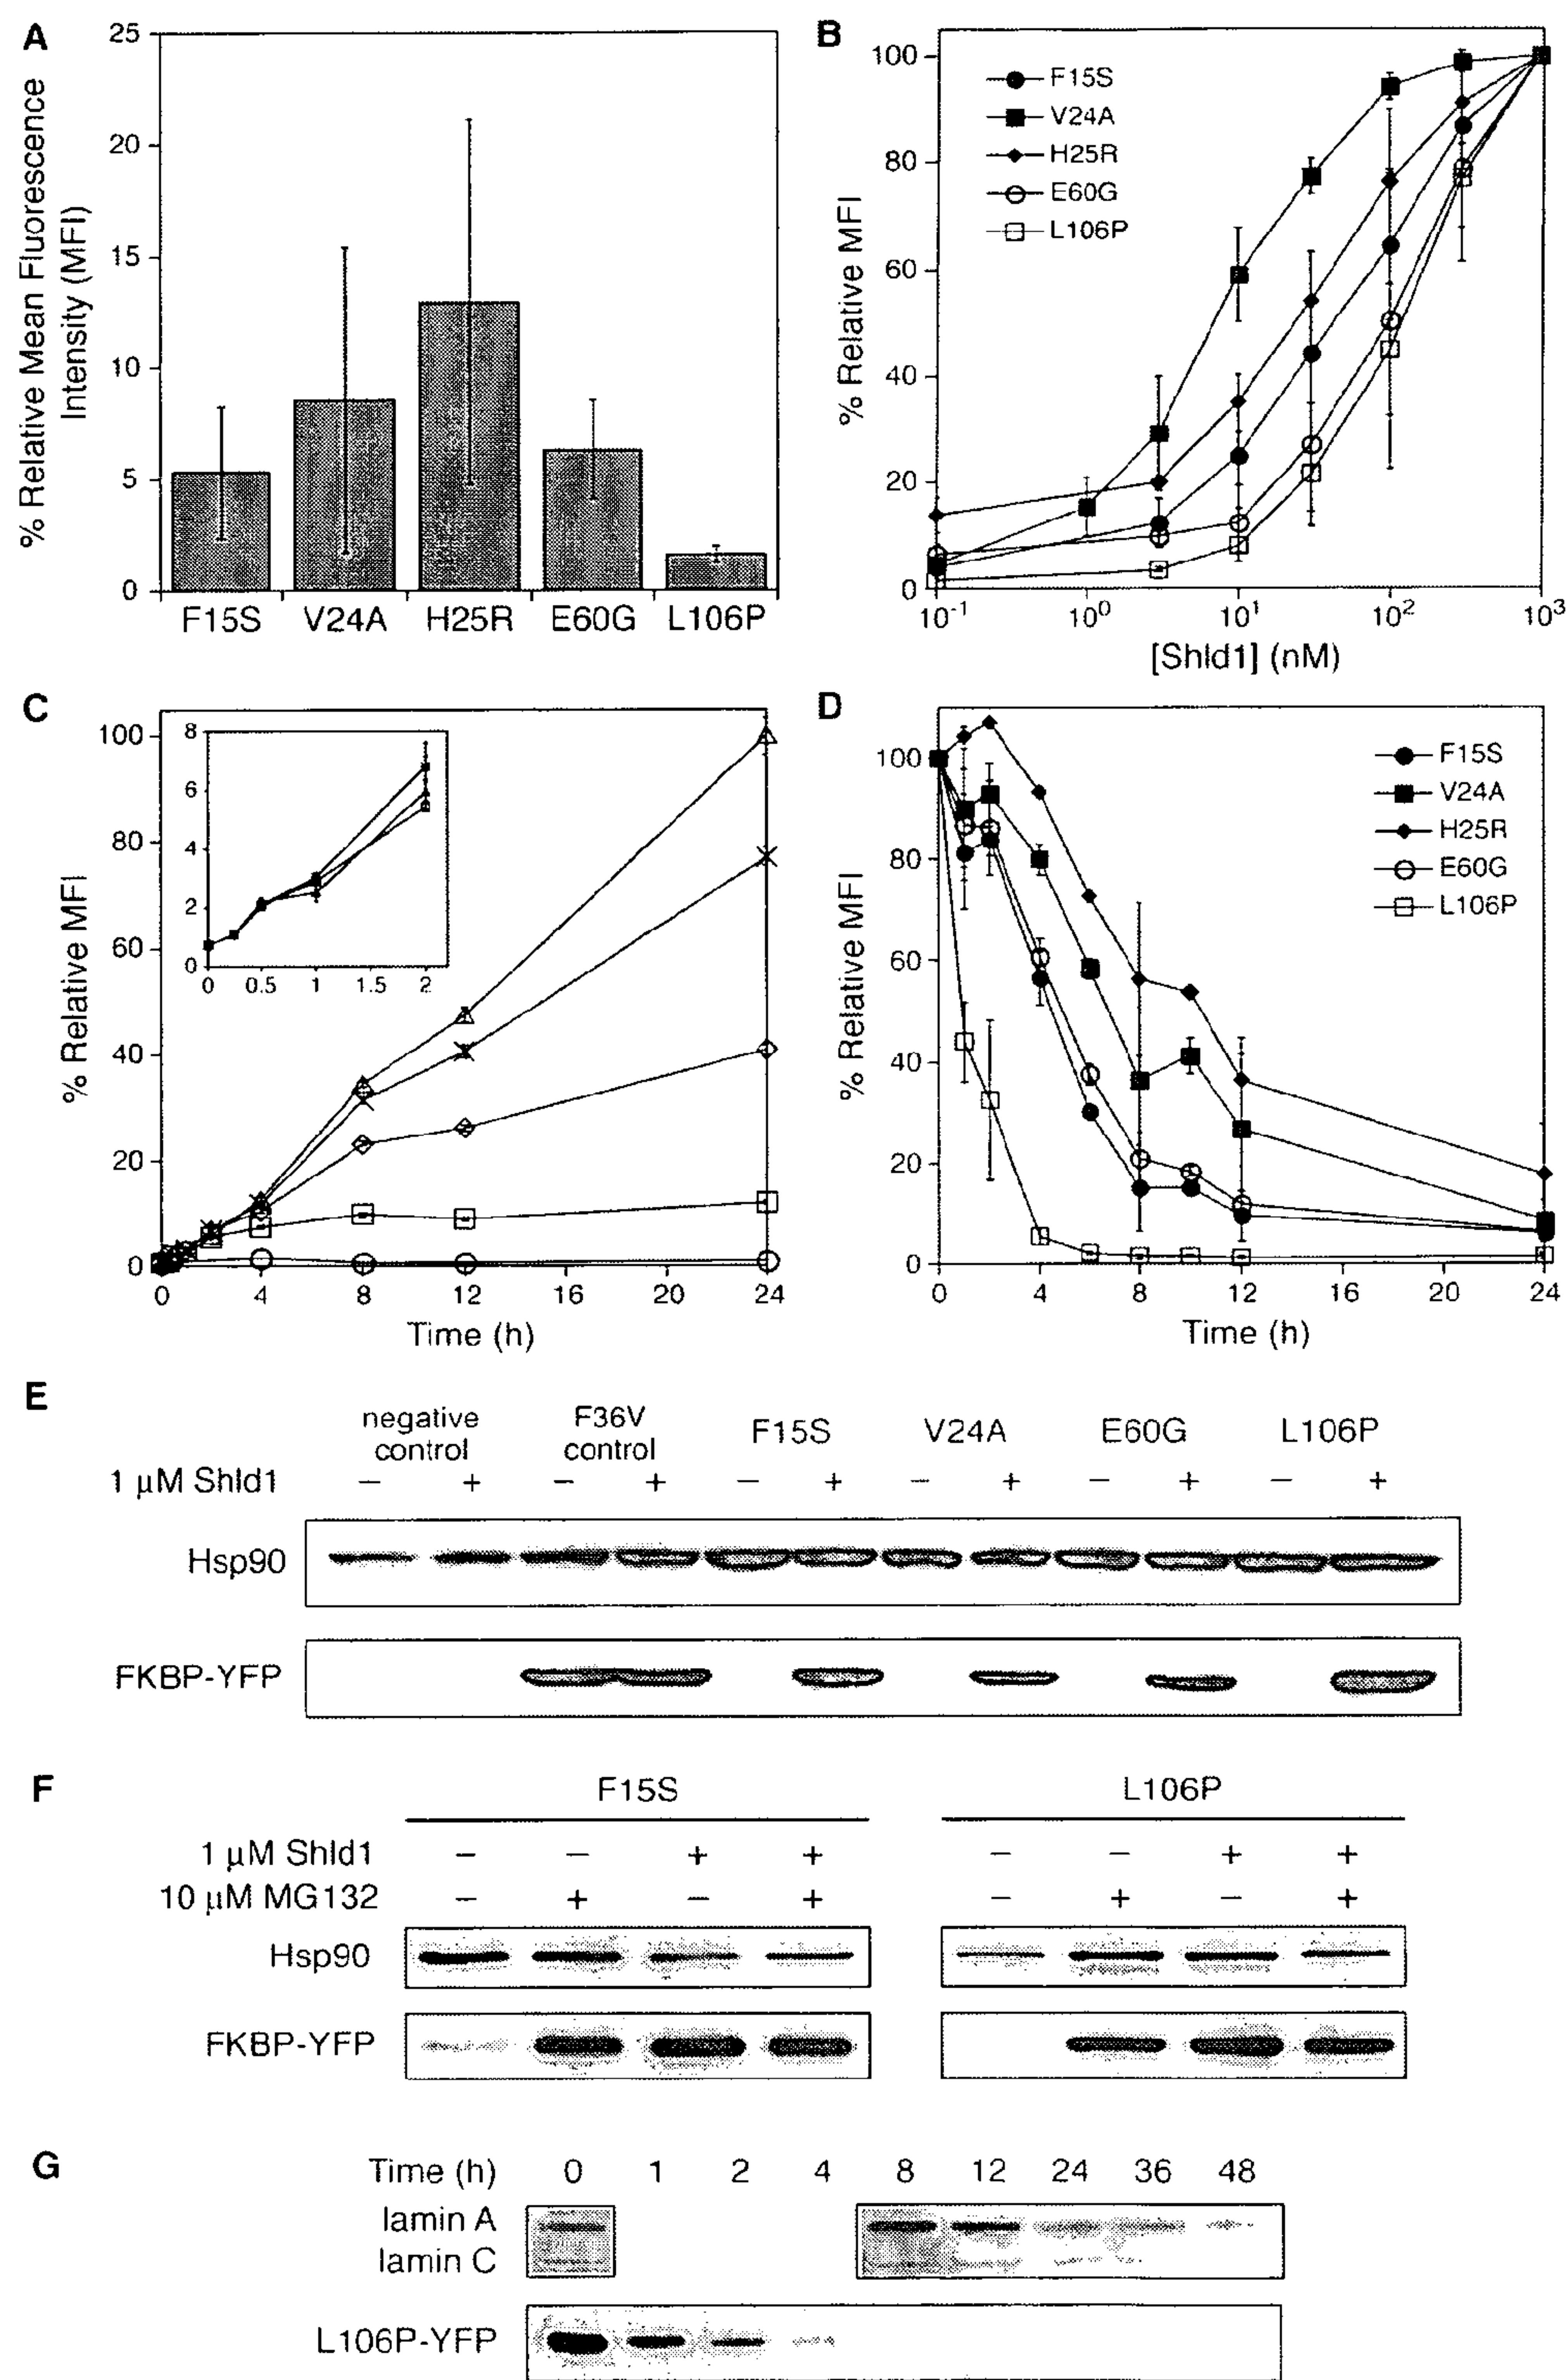 A
25
20
15
10
5
0
% Relative Mean Fluorescence
Intensity (MFI)
F15S V24A H25R E60G L106P
B
100
80
60
40
20
0
% Relative MFI
F15S
V24A
H25R
E60G
L106P
10-1 100 101 102 103
[Shld1] (nM)
C
100
80
60
40
20
0
% Relative MFI
8
6
4
2
0
0 0.5 1 1.5 2
0 4 8 12 16 20 24
Time (h)
D
100
80
60
40
20
0
% Relative MFI
F15S
V24A
H25R
E60G
L106P
0 4 8 12 16 20 24
Time (h)
E
negative control F36V control F15S V24A E60G L106P
1 µM Shld1 − + − + − + − + − + − +
Hsp90
FKBP-YFP
F
F15S L106P
1 µM Shld1 − − + + − − + +
10 µM MG132 − + − + − + − +
Hsp90
FKBP-YFP
G
Time (h) 0 1 2 4 8 12 24 36 48
lamin A
lamin C
L106P-YFP